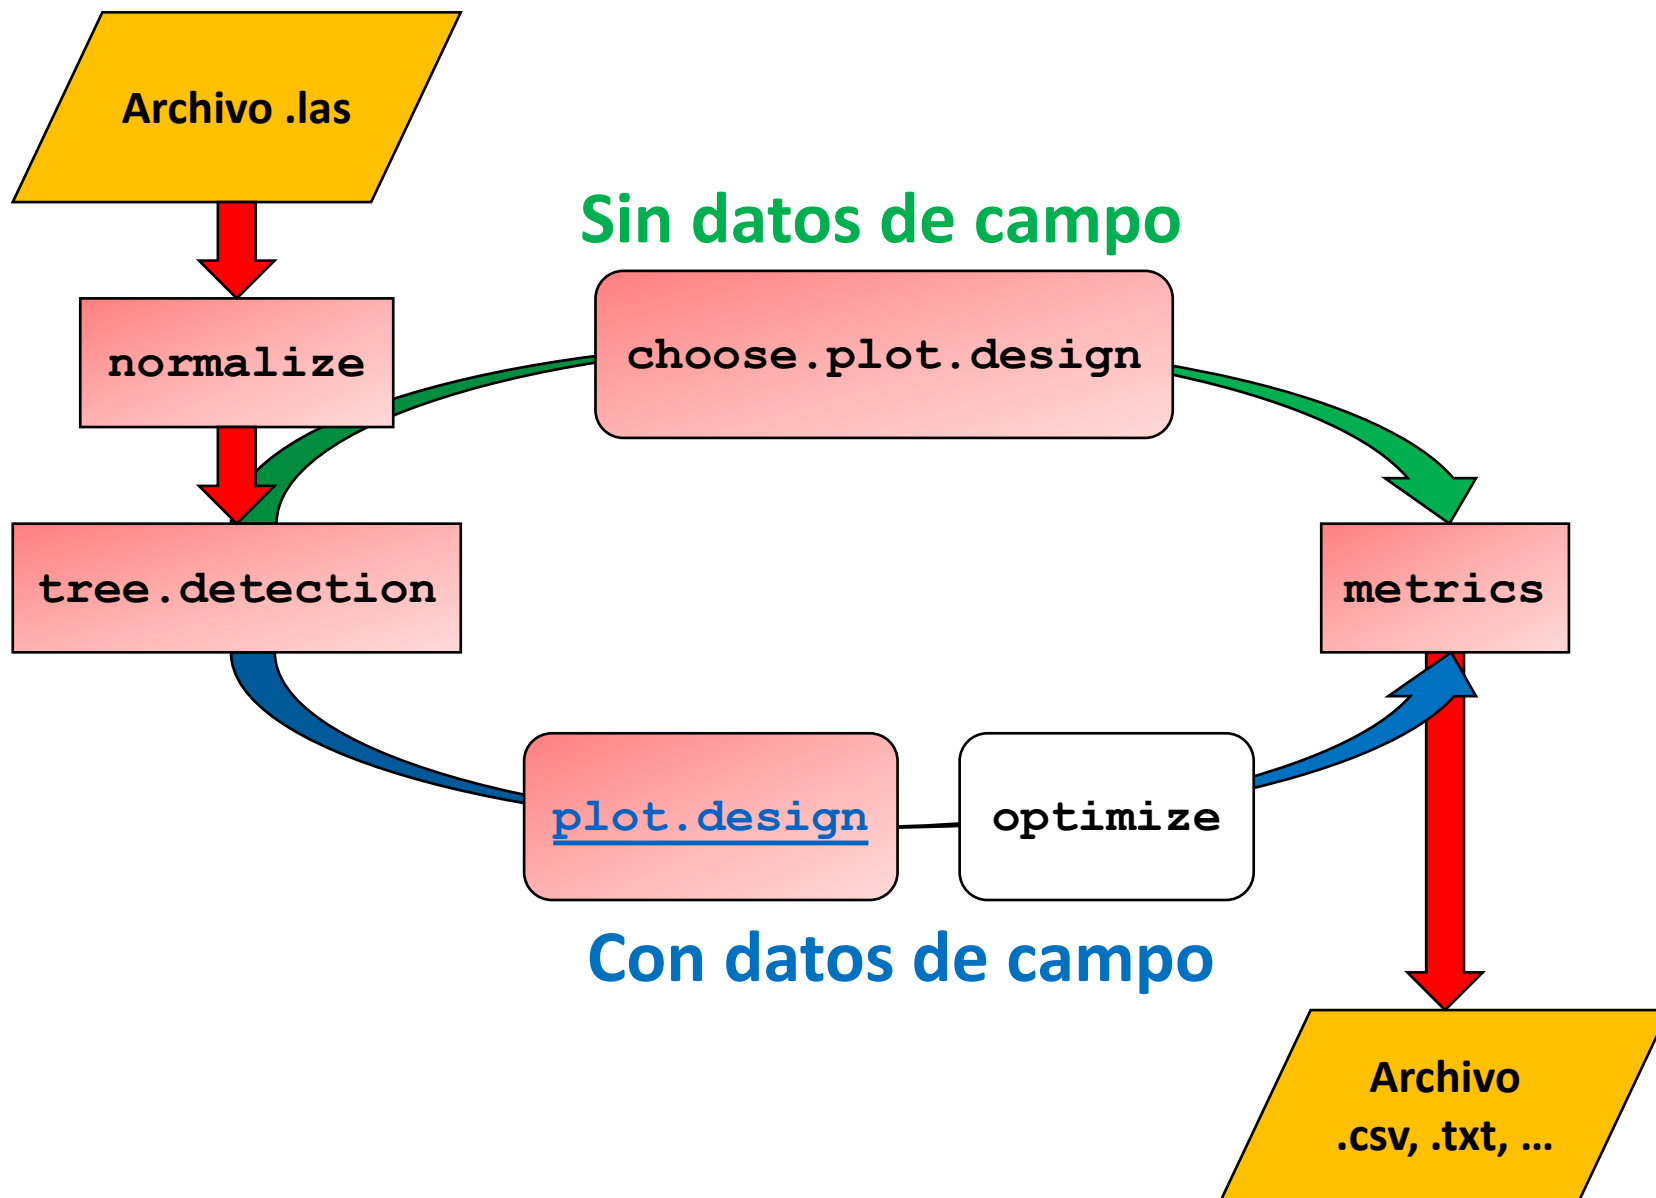 Archivo .las
Sin datos de campo
normalize
choose.plot.design
tree.detection
metrics
plot.design
optimize
Con datos de campo
Archivo
.csv, .txt, ...